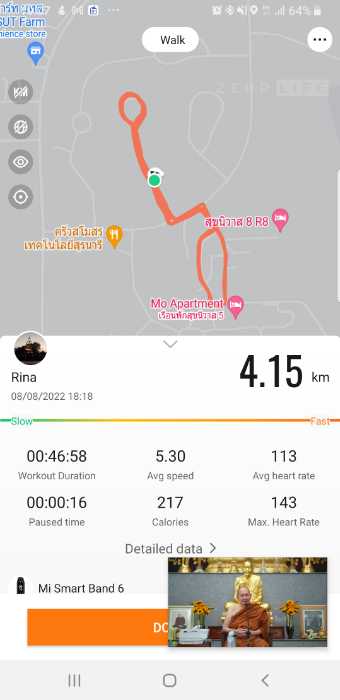 SUT Farm
7
64%
Walk
ZEPP LIFE
สุขนิวาส 8 R8
ครัวสโมสร
เทคโนโลยีสุรนารี
Mo Apartment
เรือนพักสุขนิวาส 5
4.15 km
Rina
08/08/2022 18:18
Slow
Fast
00:46:58
5.30
113
Workout Duration
Avg speed
Avg heart rate
00:00:16
217
143
Paused time
Calories
Max. Heart Rate
Detailed data
Mi Smart Band 6